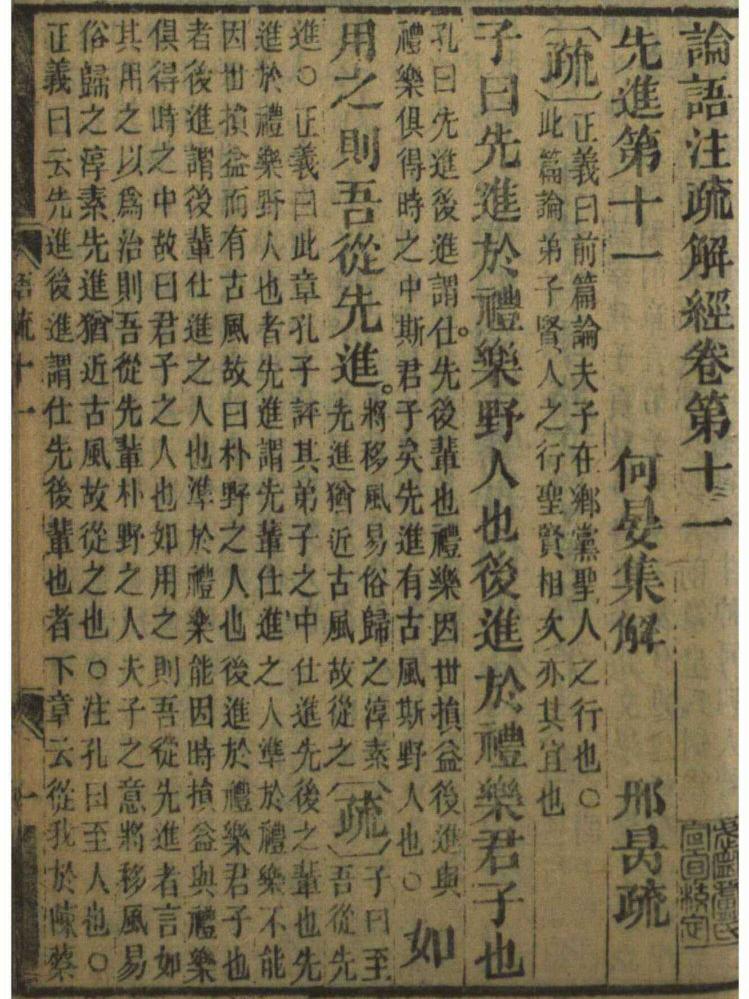 論語注疏解經卷第十一
先進第十一 何晏集解 邢昺疏
疏 正義曰前篇論夫子在鄉黨聖人之行也○
此篇論弟子賢人之行聖賢相次亦其宜也
子曰先進於禮樂野人也後進於禮樂君子也
孔曰先進後進謂仕先後輩也禮樂因世損益後進與
禮樂俱得時之中斯君子矣先進有古風斯野人也○ 如
用之則吾從先進。將移風易俗歸之淳素
先進猶近古風故從之 疏 子曰至
吾從先
進○正義曰此章孔子評其弟子之中仕進先後之輩也先
進於禮樂野人也者先進謂先輩仕進之人準於禮樂不能
因世損益而有古風故曰朴野之人也後進於禮樂君子也
者後進謂後輩仕進之人也準於禮樂能因時損益與禮樂
俱得時之中故曰君子之人也如用之則吾從先進者言如
其用之以爲治則吾從先輩朴野之人夫子之意將移風易
俗歸之淳素先進猶近古風故從之也○注孔曰至人也○
正義曰云先進後進謂仕先後輩也者下章云從我於陳蔡
語疏十一
一